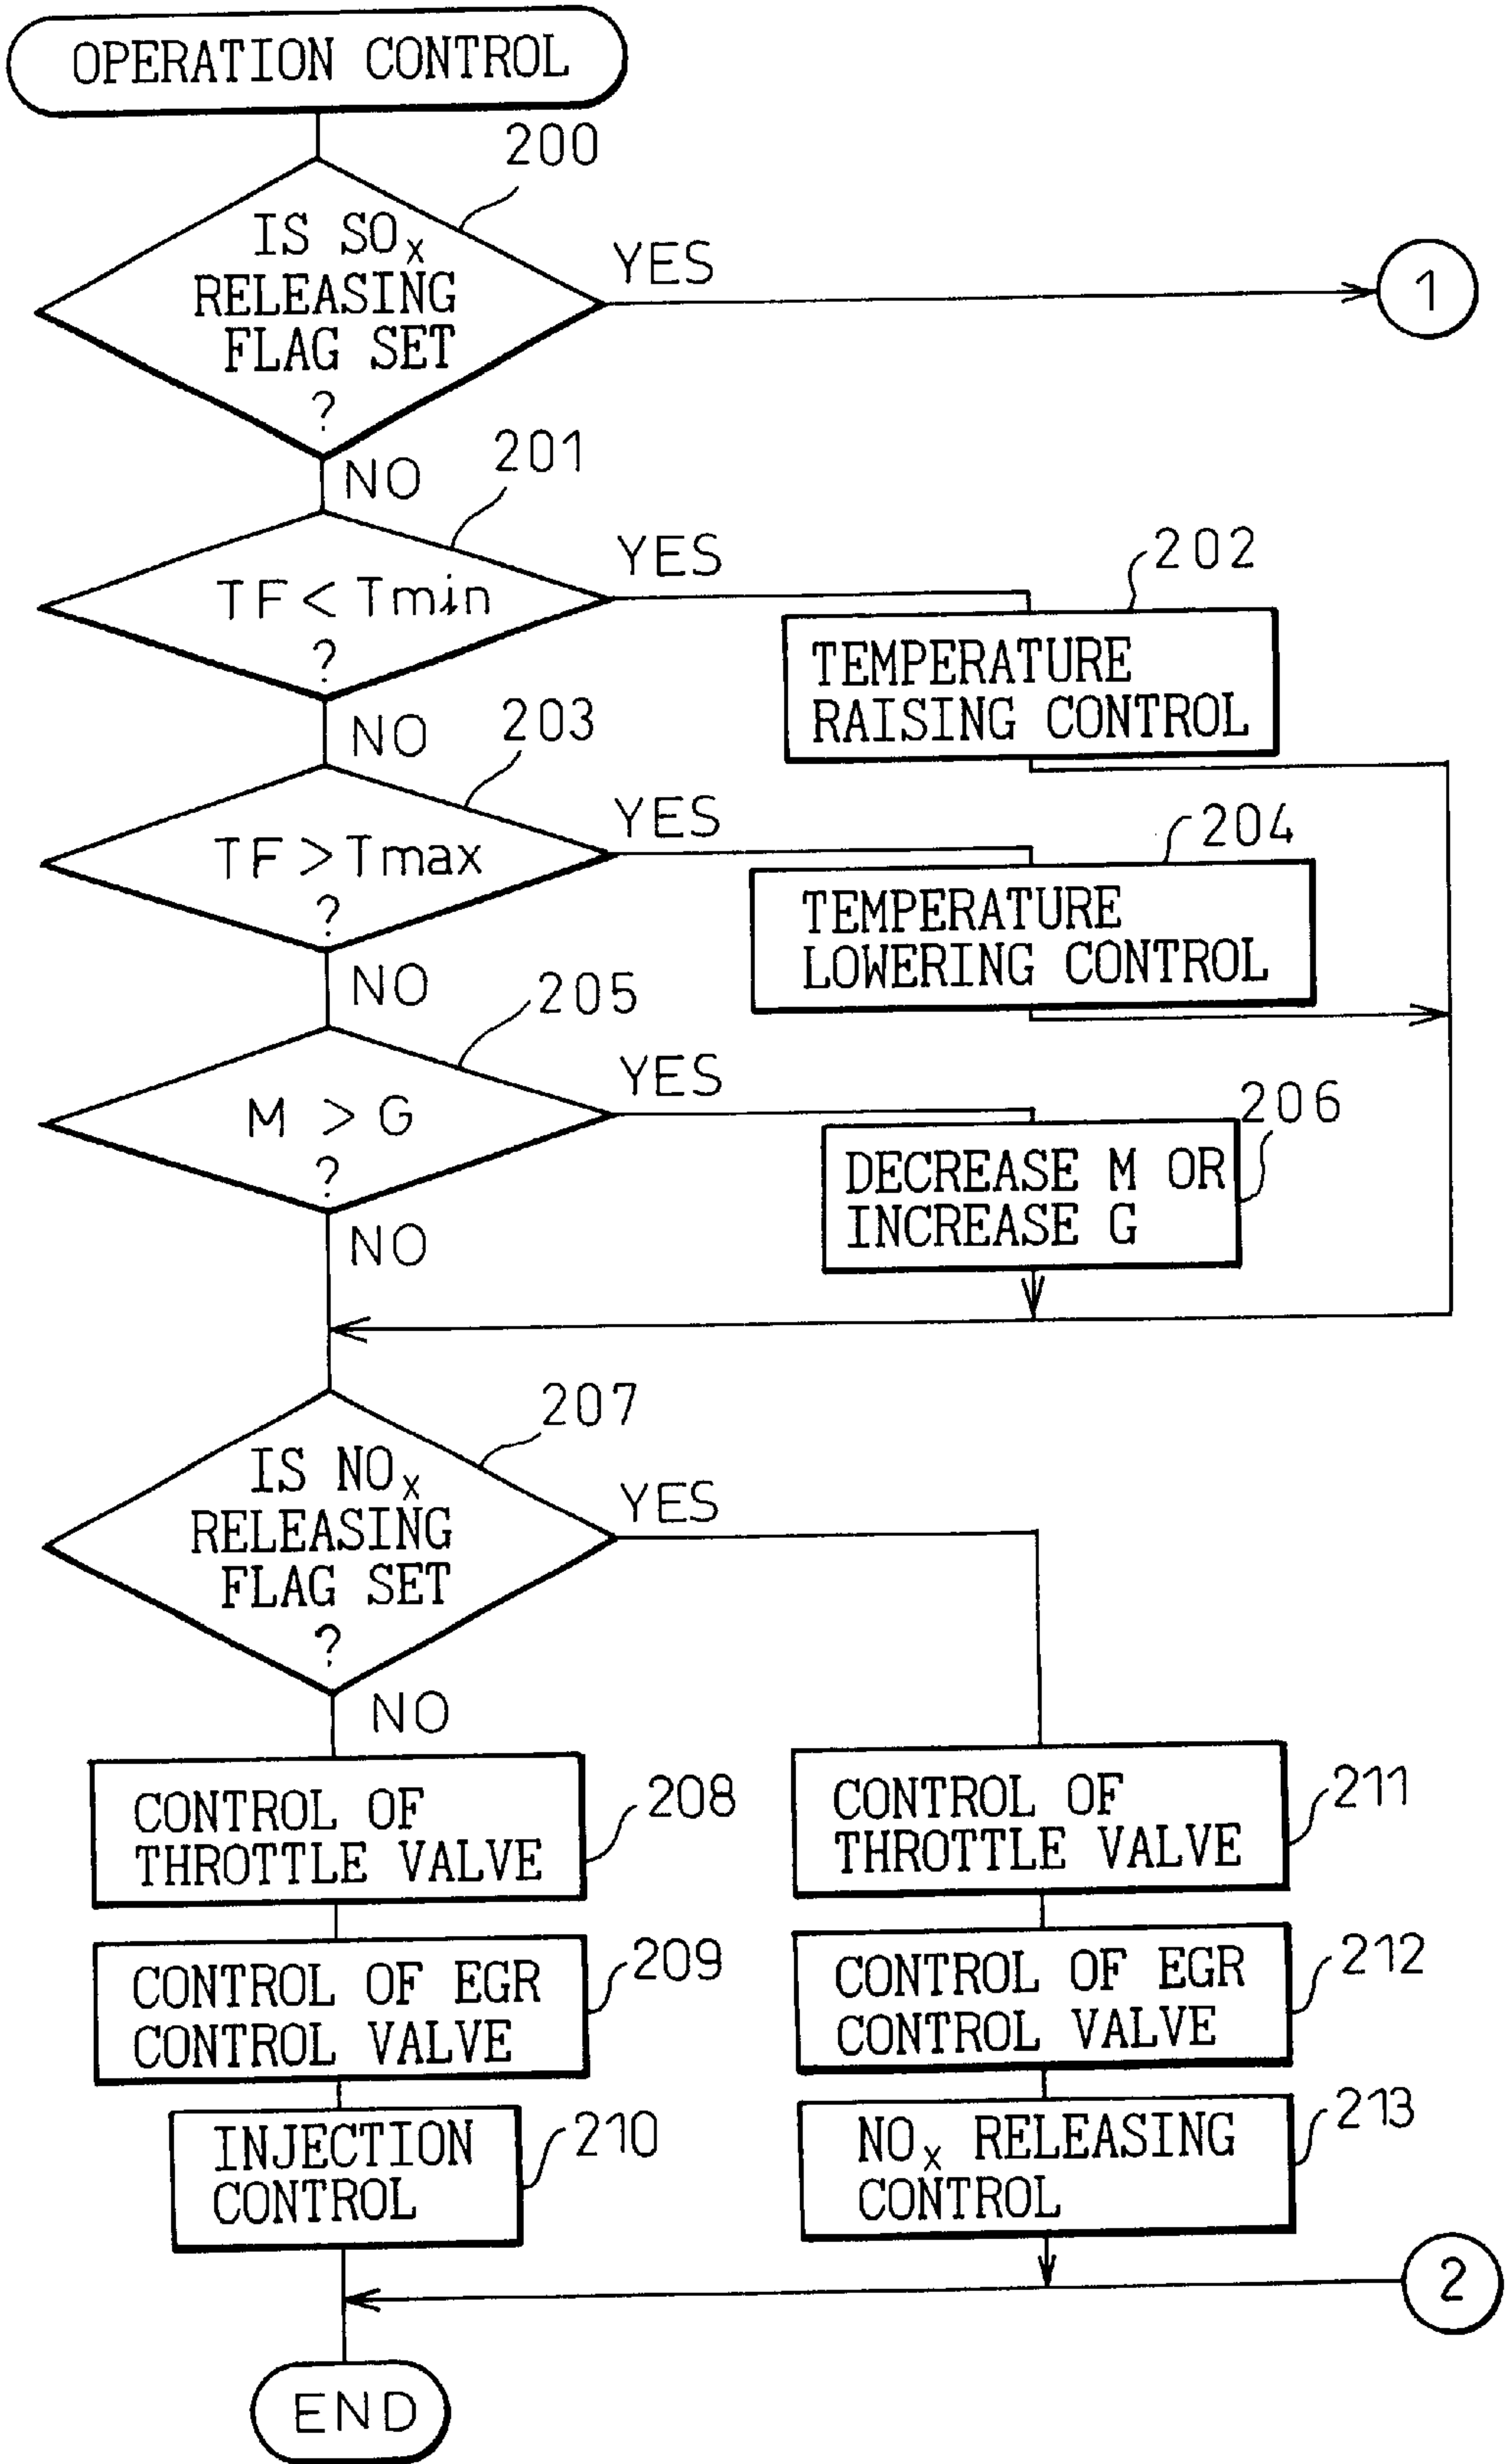 OPERATION CONTROL
200
IS SOx
RELEASING
FLAG SET
?
YES
1
NO
201
TF < Tmin
?
YES
202
TEMPERATURE
RAISING CONTROL
NO
203
TF > Tmax
?
YES
204
TEMPERATURE
LOWERING CONTROL
NO
205
M > G
?
YES
206
DECREASE M OR
INCREASE G
NO
207
IS NOx
RELEASING
FLAG SET
?
YES
NO
CONTROL OF
THROTTLE VALVE
208
CONTROL OF EGR
CONTROL VALVE
209
INJECTION
CONTROL
210
CONTROL OF
THROTTLE VALVE
211
CONTROL OF EGR
CONTROL VALVE
212
NOx RELEASING
CONTROL
213
2
END